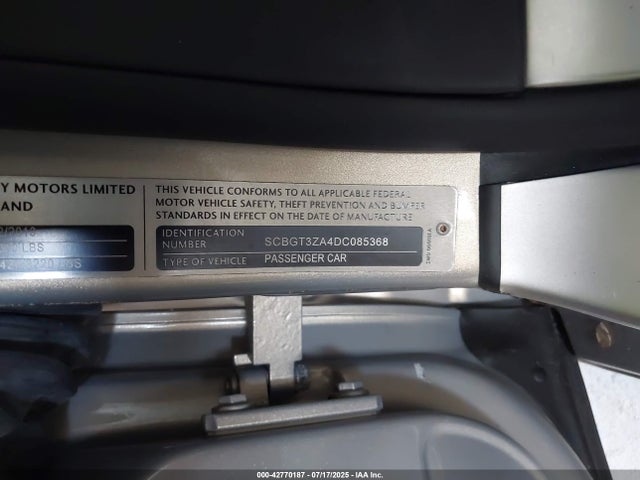 Y MOTORS LIMITED
AND
THIS VEHICLE CONFORMS TO ALL APPLICABLE FEDERAL
MOTOR VEHICLE SAFETY, THEFT PREVENTION AND BUMPER
STANDARDS IN EFFECT ON THE DATE OF MANUFACTURE
LBS
IDENTIFICATION
NUMBER
SCBGT3ZA4DC085368
TYPE OF VEHICLE
PASSENGER CAR
000-42770187 - 07/17/2025 - IAA Inc.